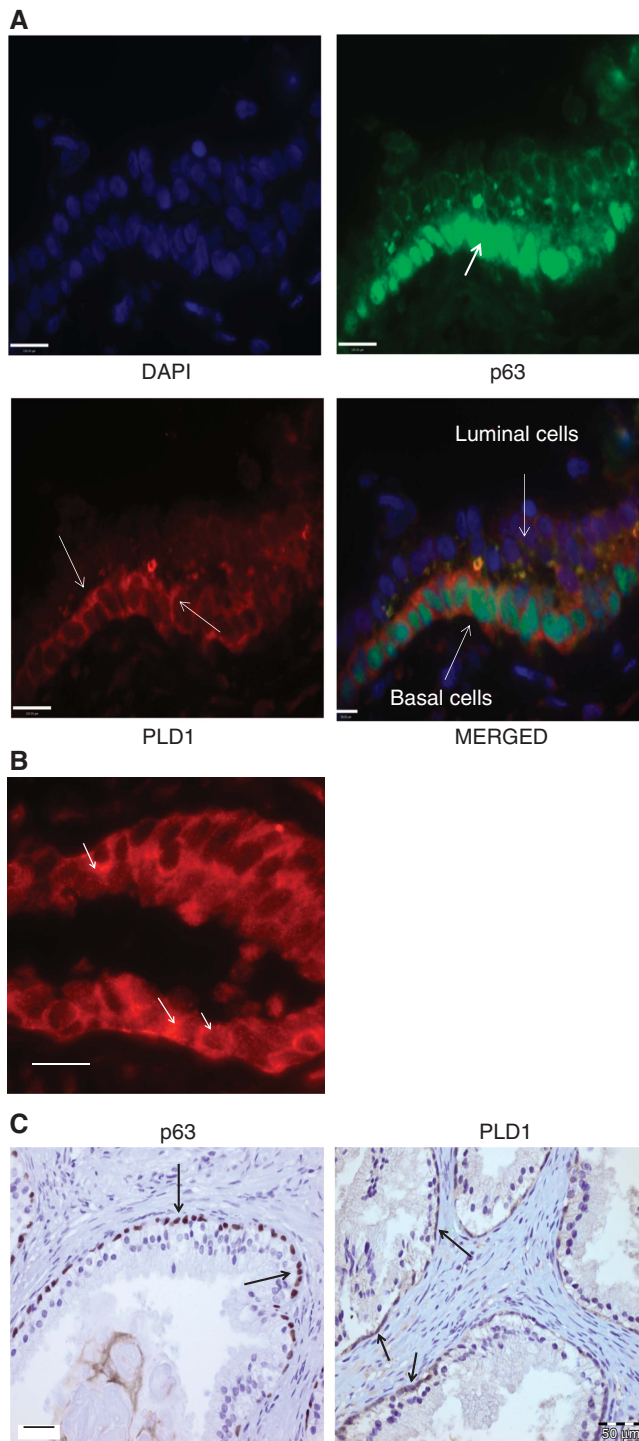 A
DAPI
p63
Luminal cells
Basal cells
PLD1
MERGED
B
C
p63
PLD1
50 µm